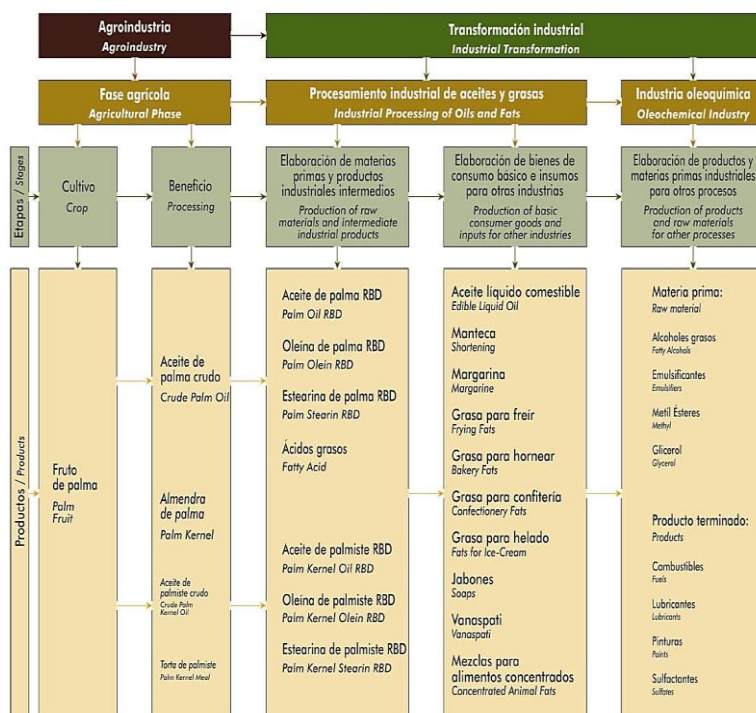 Agroindustria
Agroindustry
Transformación industrial
Industrial Transformation
Fase agrícola
Agricultural Phase
Procesamiento industrial de aceites y grasas
Industrial Processing of Oils and Fats
Industria oleoquímica
Oleochemical Industry
Etapas / Stages
Cultivo
Crop
Beneficio
Processing
Elaboración de materias
primas y productos
industriales intermedios
Production of raw
materials and intermediate
industrial products
Elaboración de bienes de
consumo básico e insumos
para otras industrias
Production of basic
consumer goods and
inputs for other industries
Elaboración de productos y
materias primas industriales
para otros procesos
Production of products
and raw materials
for other processes
Productos / Products
Fruto
de palma
Palm
Fruit
Aceite de
palma crudo
Crude Palm Oil
Almendra
de palma
Palm Kernel
Aceite de
palmiste crudo
Crude Palm
Kernel Oil
Torta de palmiste
Palm Kernel Meal
Aceite de palma RBD
Palm Oil RBD
Oleína de palma RBD
Palm Olein RBD
Estearina de palma RBD
Palm Stearin RBD
Ácidos grasos
Fatty Acid
Aceite de palmiste RBD
Palm Kernel Oil RBD
Oleína de palmiste RBD
Palm Kernel Olein RBD
Estearina de palmiste RBD
Palm Kernel Stearin RBD
Aceite líquido comestible
Edible Liquid Oil
Manteca
Shortening
Margarina
Margarine
Grasa para freír
Frying Fats
Grasa para hornear
Bakery Fats
Grasa para confitería
Confectionery Fats
Grasa para helado
Fats for Ice-Cream
Jabones
Soaps
Vanaspati
Vanaspati
Mezclas para
alimentos concentrados
Concentrated Animal Fats
Materia prima:
Raw material
Alcoholes grasos
Fatty Alcohols
Emulsificantes
Emulsifiers
Metil Ésteres
Methyl
Glicerol
Glycerol
Producto terminado:
Products
Combustibles
Fuels
Lubricantes
Lubricants
Pinturas
Paints
Sulfactantes
Sulfates